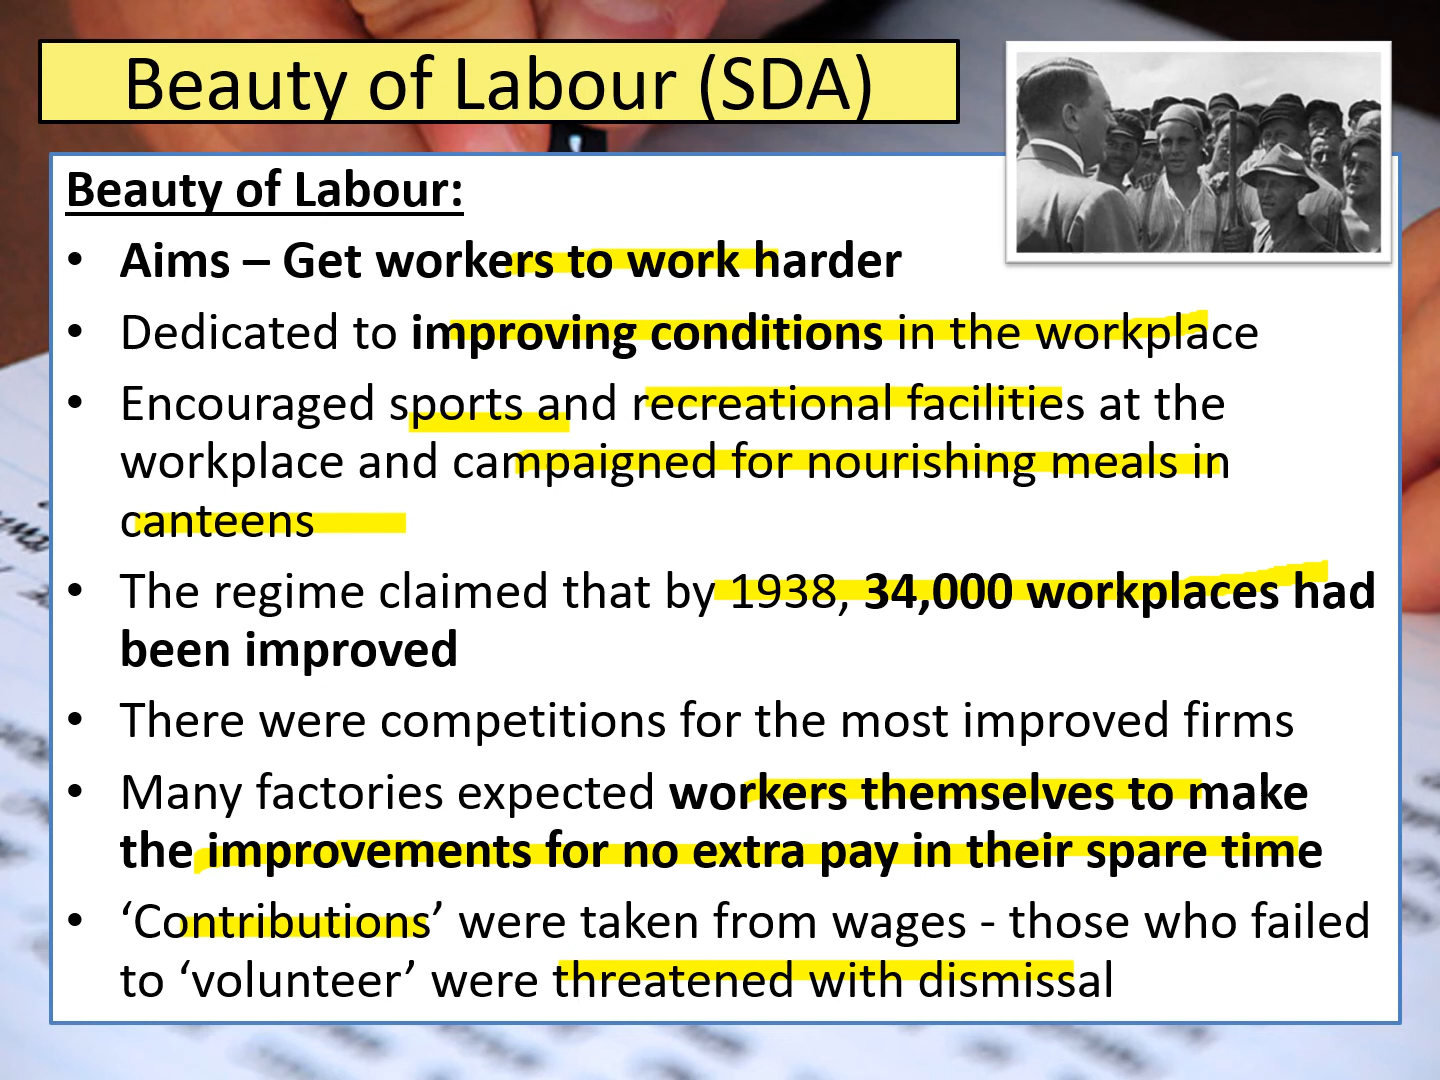 Beauty of Labour (SDA)
Beauty of Labour:
• Aims – Get workers to work harder
• Dedicated to improving conditions in the workplace
• Encouraged sports and recreational facilities at the
workplace and campaigned for nourishing meals in
canteens
• The regime claimed that by 1938, 34,000 workplaces had
been improved
• There were competitions for the most improved firms
• Many factories expected workers themselves to make
the improvements for no extra pay in their spare time
• ‘Contributions’ were taken from wages - those who failed
to ‘volunteer’ were threatened with dismissal